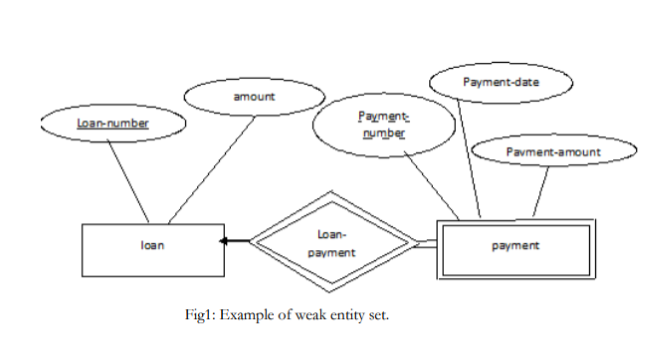 Payment-date
amount
Payment-
number
Loan-number
Payment-amount
Loan-
payment
loan
payment
Fig1: Example of weak entity set.